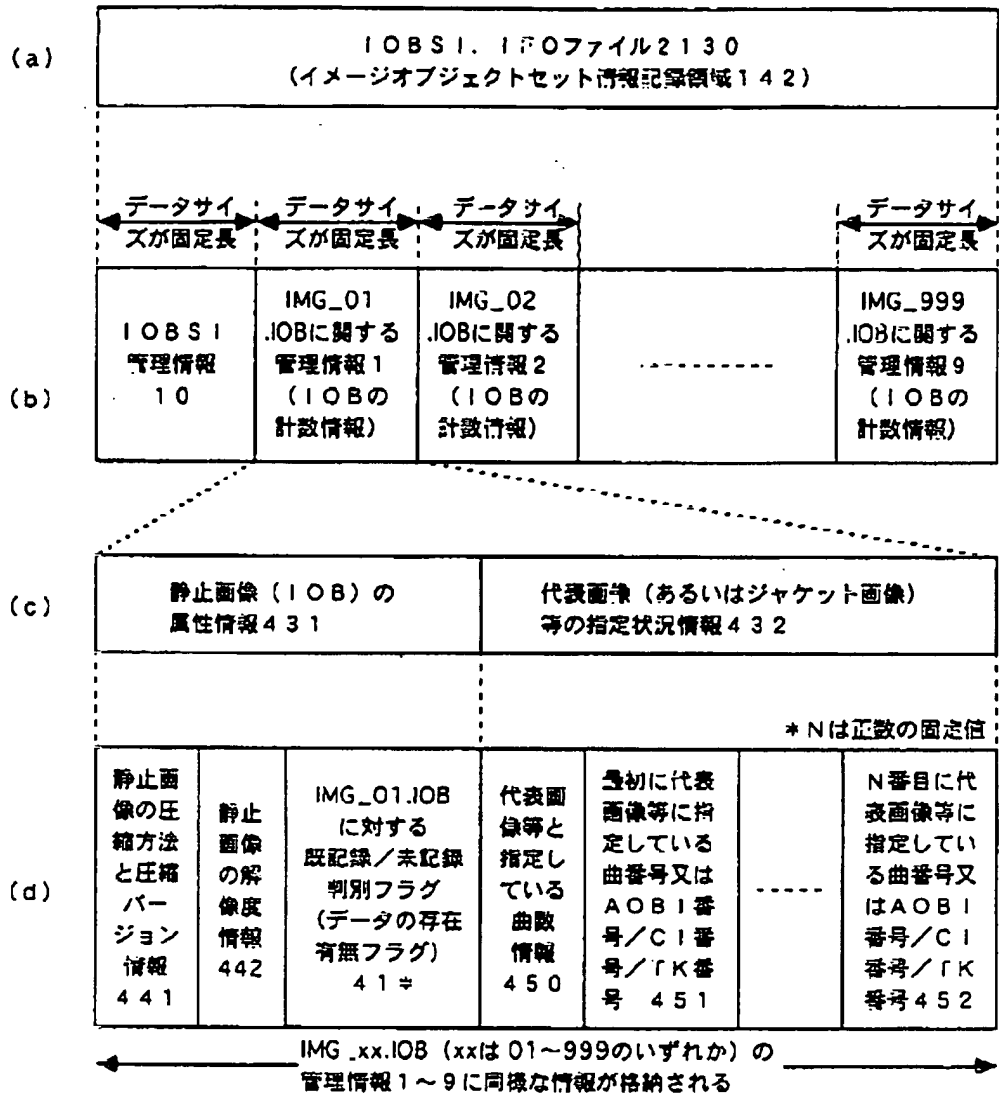 (a)
IOBSI. IFOファイル2130
(イメージオブジェクトセット情報記録領域142)
データサイ
ズが固定長
データサイ
ズが固定長
データサイ
ズが固定長
データサイ
ズが固定長
(b)
IOBSI
管理情報
10
IMG_01
.IOBに関する
管理情報1
(IOBの
計数情報)
IMG_02
.IOBに関する
管理情報2
(IOBの
計数情報)
IMG_999
.IOBに関する
管理情報9
(IOBの
計数情報)
(c)
静止画像(IOB)の
属性情報431
代表画像(あるいはジャケット画像)
等の指定状況情報432
*Nは正数の固定値
(d)
静止画
像の圧
縮方法
と圧縮
バー
ジョン
情報
441
静止
画像
の解
像度
情報
442
IMG_01.IOB
に対する
既記録/未記録
判別フラグ
(データの存在
有無フラグ)
代表画
像等と
指定し
ている
曲数
情報
450
最初に代表
画像等に指
定している
曲番号又は
AOBI番
号/CI番
号/TK番
号 451
N番目に代
表画像等に
指定してい
る曲番号又
はAOBI
番号/CI
番号/TK
番号452
IMG_xx.IOB(xxは01~999のいずれか)の
管理情報1~9に同様な情報が格納される